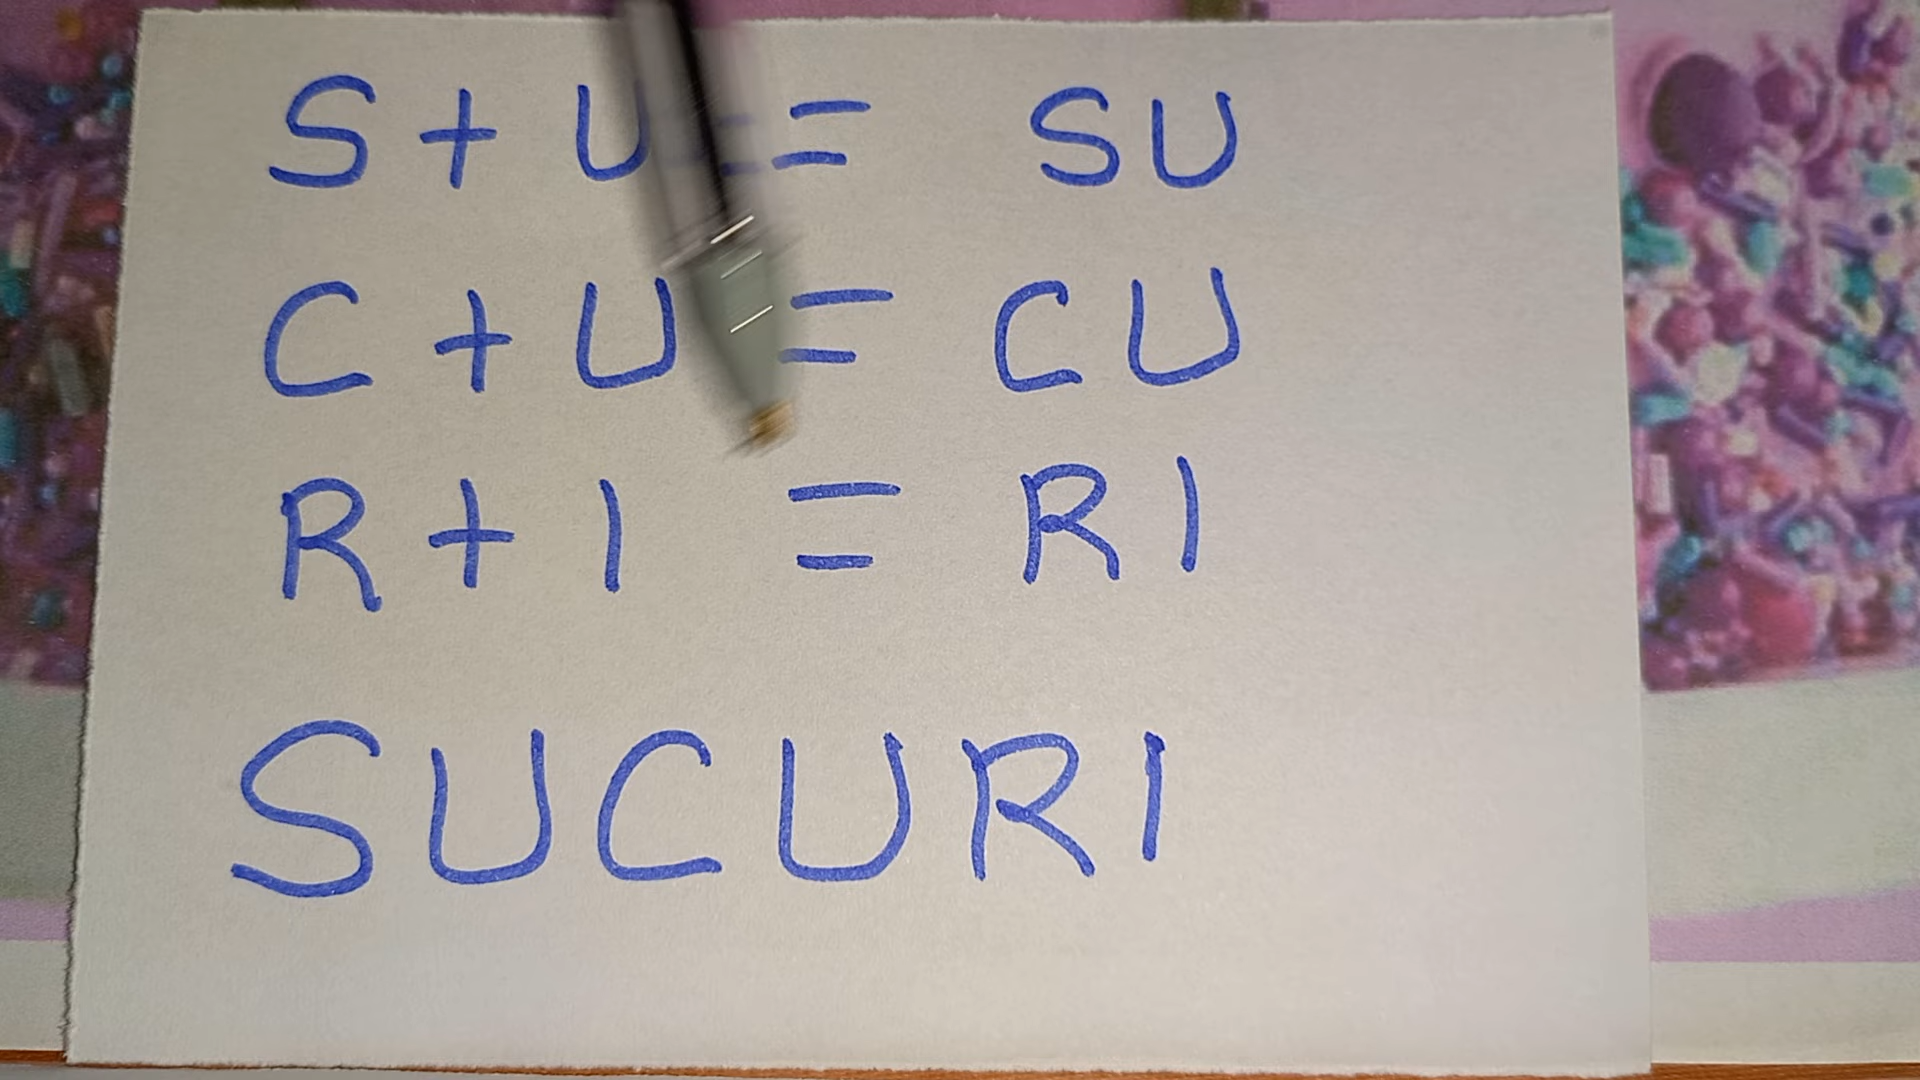 S + U = SU
C + U = CU
R + I = RI
SUCURI